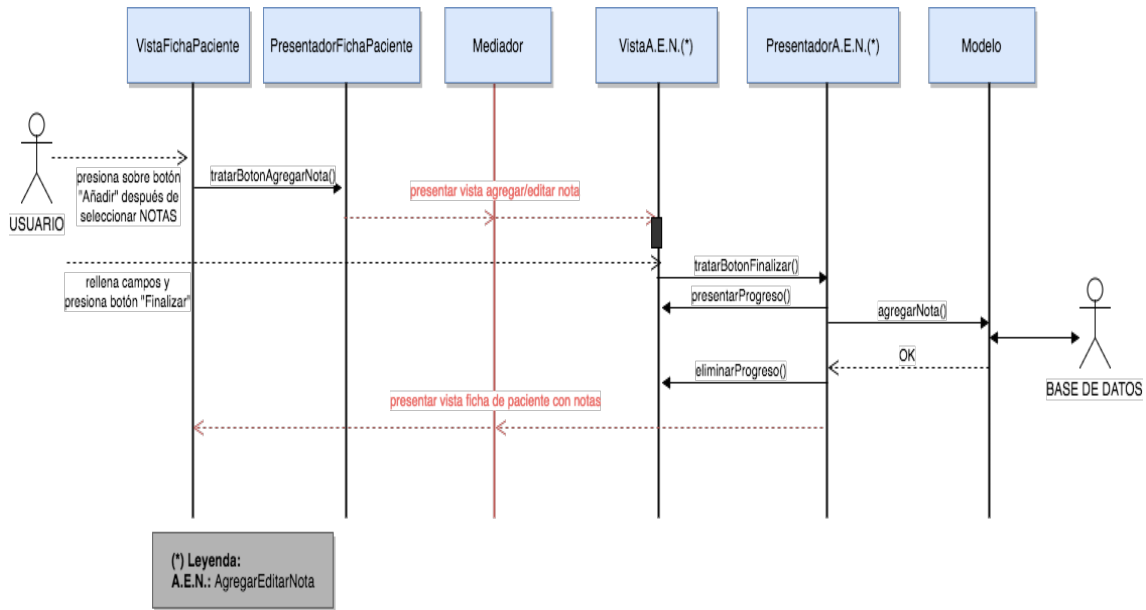 VistaFichaPaciente
PresentadorFichaPaciente
Mediador
VistaA.E.N.(*)
PresentadorA.E.N.(*)
Modelo
presiona sobre botón
"Añadir" después de
seleccionar NOTAS
USUARIO
tratarBotonAgregarNota()
presentar vista agregar/editar nota
rellena campos y
presiona botón "Finalizar"
tratarBotonFinalizar()
presentarProgreso()
agregarNota()
OK
BASE DE DATOS
eliminarProgreso()
presentar vista ficha de paciente con notas
(*) Leyenda:
A.E.N.: AgregarEditarNota